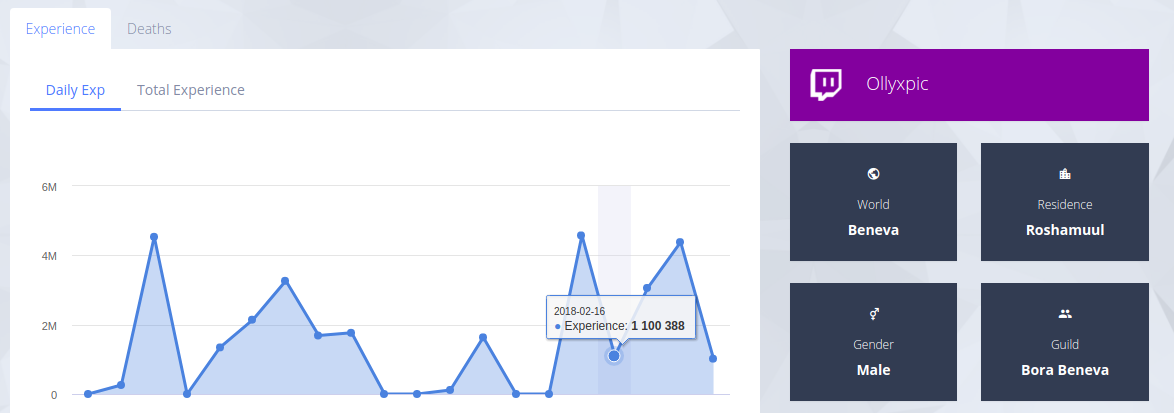 Experience
Deaths
Daily Exp
Total Experience
6M
4M
2M
0
2018-02-16
● Experience: 1 100 388
Ollyxpic
World
Beneva
Residence
Roshamuul
Gender
Male
Guild
Bora Beneva